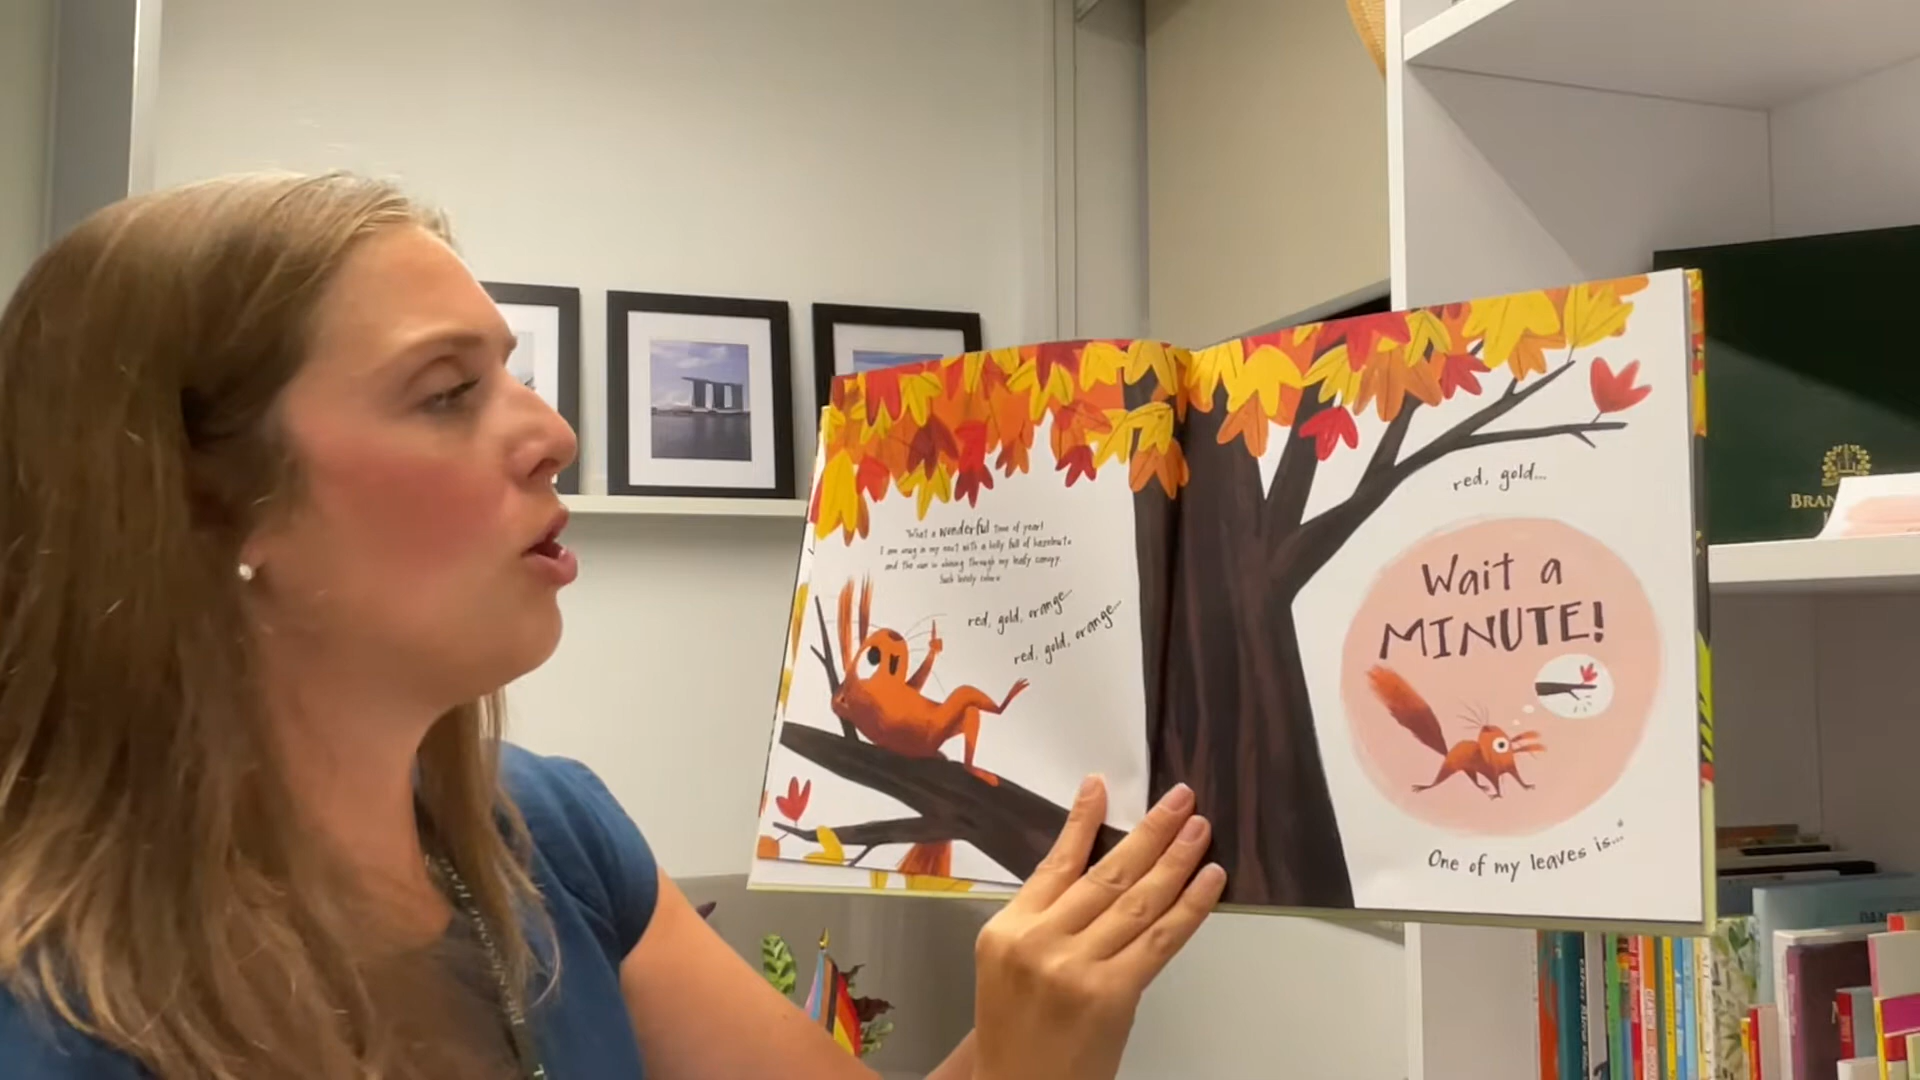 "What a wonderful time of year!
I am snug in my nest with a belly full of hazelnuts
and the sun is shining through my leafy canopy.
Such lovely colours
red, gold, orange...
red, gold, orange...
red, gold...
Wait a
MINUTE!
One of my leaves is..."
BRAN